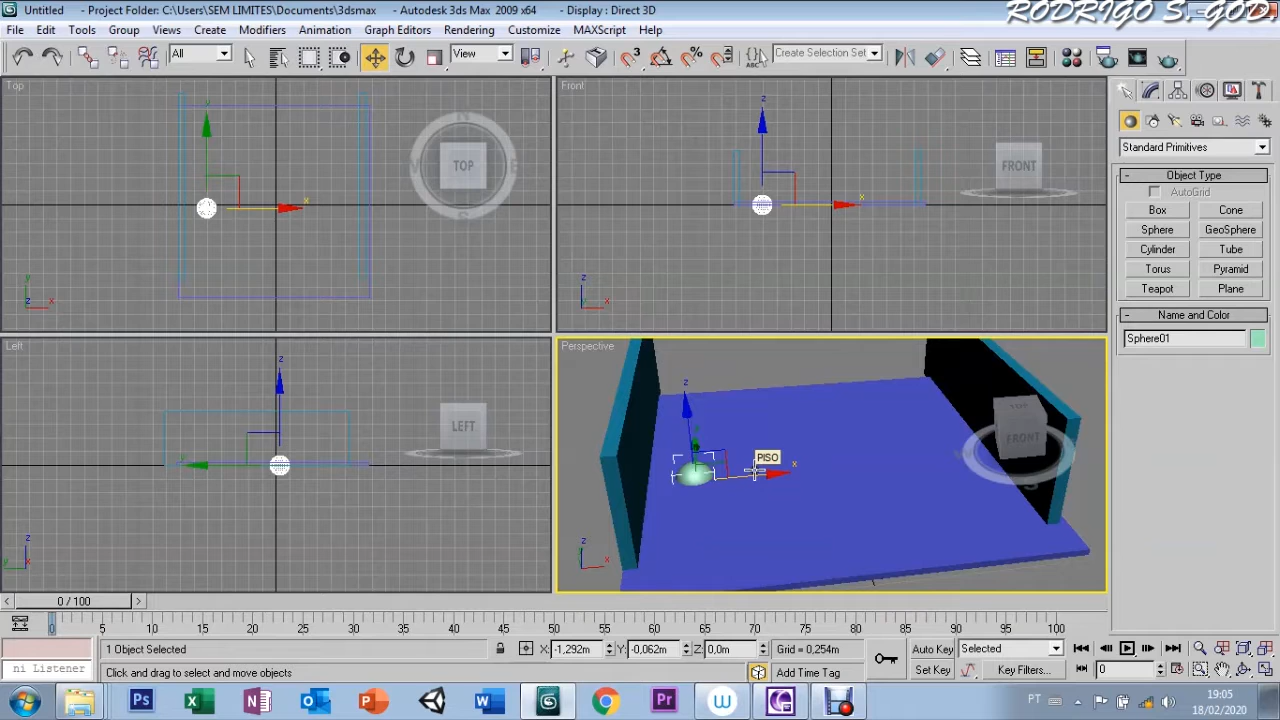 Untitled - Project Folder: C:\Users\SEM LIMITES\Documents\3dsmax - Autodesk 3ds Max 2009 x64 - Display : Direct 3D
RODRIGO S. GOD
File Edit Tools Group Views Create Modifiers Animation Graph Editors Rendering Customize MAXScript Help
All View Create Selection Set
Top
TOP
Front
FRONT
Left
LEFT
Perspective
PISO
FRONT
Standard Primitives
- Object Type
AutoGrid
Box Cone
Sphere GeoSphere
Cylinder Tube
Torus Pyramid
Teapot Plane
- Name and Color
Sphere01
< 0 / 100 >
0 5 10 15 20 25 30 35 40 45 50 55 60 65 70 75 80 85 90 95 100
1 Object Selected X: -1,292m Y: -0,062m Z: 0,0m Grid = 0,254m Auto Key Selected
ni Listener Click and drag to select and move objects Add Time Tag Set Key Key Filters... 0
PT 19:05
18/02/2020